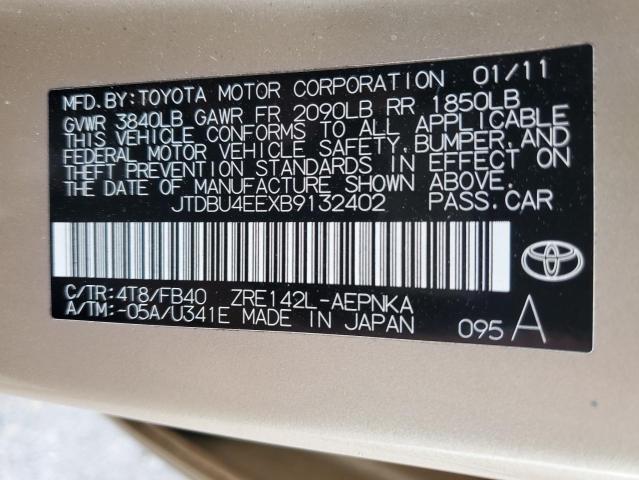 MFD. BY: TOYOTA MOTOR CORPORATION 01/11
GVWR 3840LB GAWR FR 2090LB RR 1850LB
THIS VEHICLE CONFORMS TO ALL APPLICABLE
FEDERAL MOTOR VEHICLE SAFETY, BUMPER, AND
THEFT PREVENTION STANDARDS IN EFFECT ON
THE DATE OF MANUFACTURE SHOWN ABOVE.
JTDBU4EEXB9132402 PASS. CAR
C/TR: 4T8/FB40 ZRE142L-AEPNKA
A/TM: -05A/U341E MADE IN JAPAN 095 A